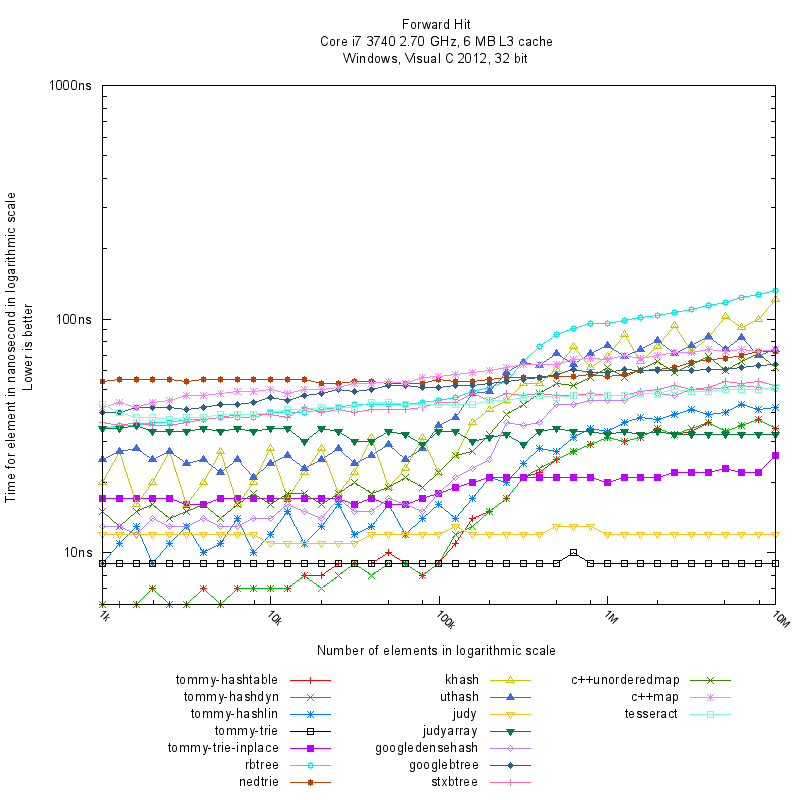 Forward Hit
Core i7 3740 2.70 GHz, 6 MB L3 cache
Windows, Visual C 2012, 32 bit
1000ns
100ns
10ns
Time for element in nanosecond in logarithmic scale
Lower is better
1k 10k 100k 1M 10M
Number of elements in logarithmic scale
tommy-hashtable khash c++unorderedmap
tommy-hashdyn uthash c++map
tommy-hashlin judy tesseract
tommy-trie judyarray
tommy-trie-inplace googledensehash
rbtree googlebtree
nedtrie stxbtree